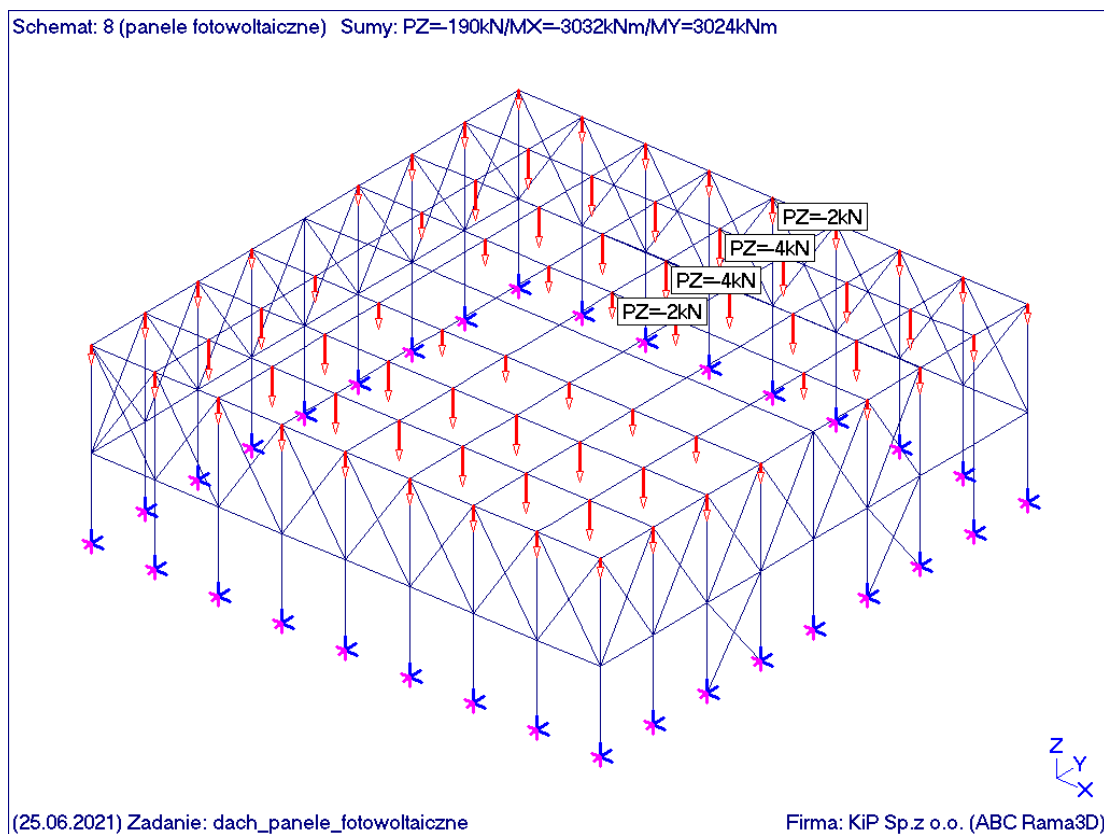 Schemat: 8 (panele fotowoltaiczne) Sumy: PZ=-190kN/MX=-3032kNm/MY=3024kNm
PZ=-2kN
PZ=-4kN
PZ=-4kN
PZ=-2kN
Z
Y
X
(25.06.2021) Zadanie: dach_panele_fotowoltaiczne Firma: KiP Sp.z o.o. (ABC Rama3D)